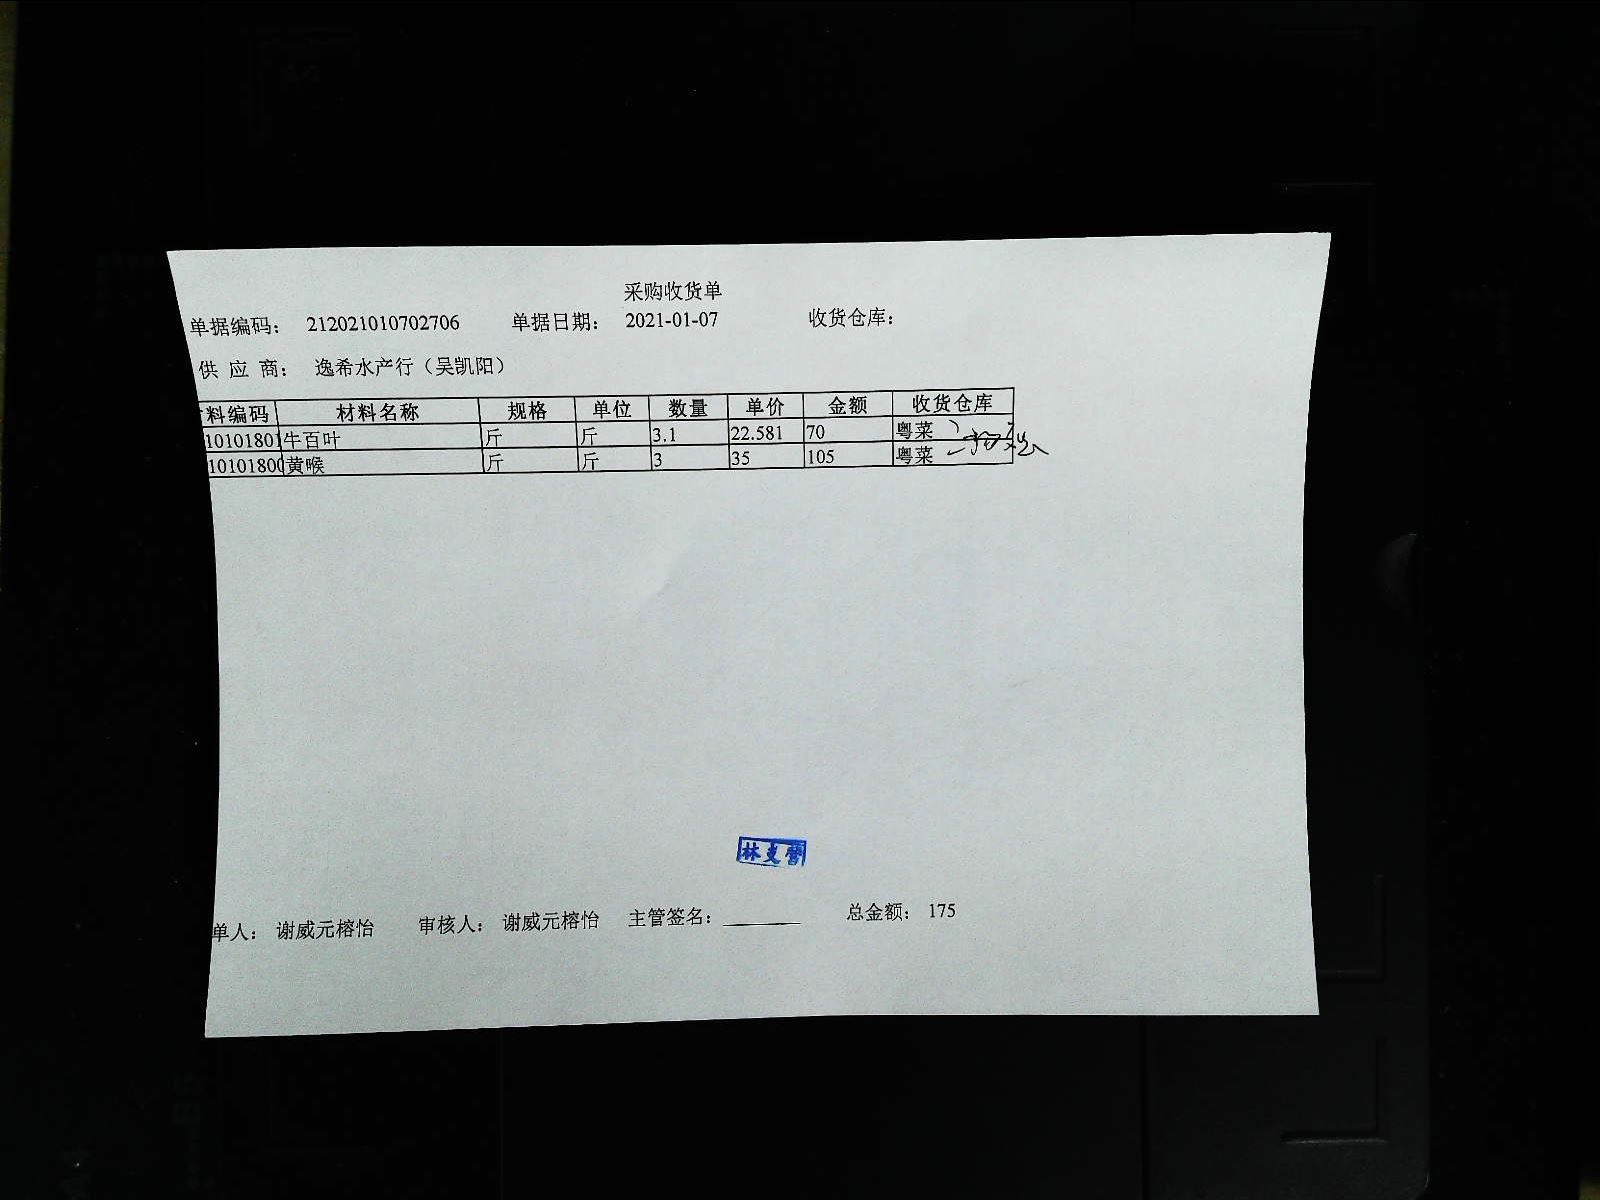 采购收货单
单据编码： 212021010702706 单据日期： 2021-01-07 收货仓库：
供 应 商： 逸希水产行（吴凯阳）
料编码 材料名称 规格 单位 数量 单价 金额 收货仓库
10101801 牛百叶 斤 斤 3.1 22.581 70 粤菜
1010180 黄喉 斤 斤 3 35 105 粤菜
单人： 谢威元榕怡 审核人： 谢威元榕怡 主管签名： 总金额： 175